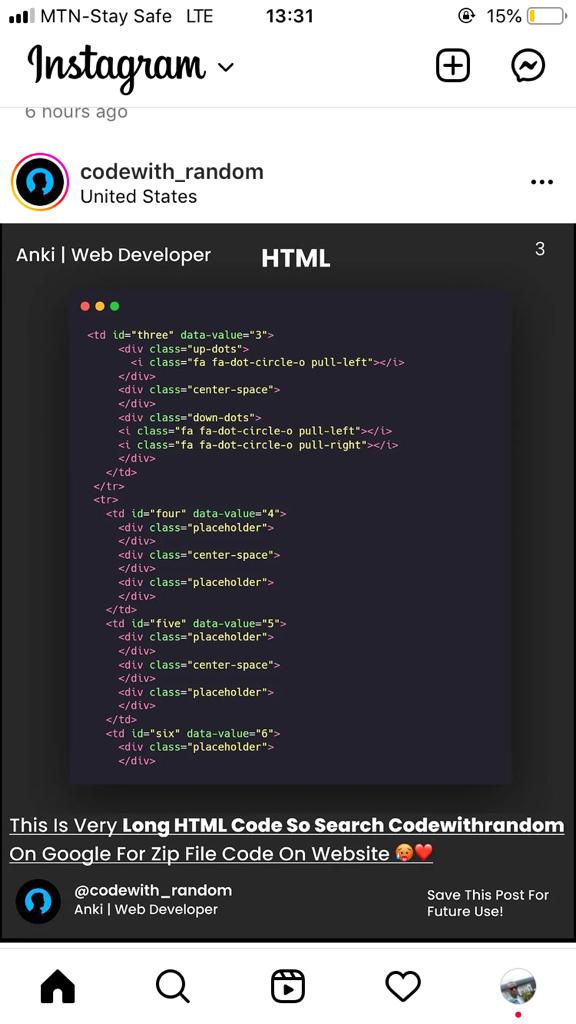 MTN-Stay Safe LTE 13:31 15%
Instagram
6 hours ago
codewith_random
United States
Anki | Web Developer HTML 3
<td id="three" data-value="3">
<div class="up-dots">
<i class="fa fa-dot-circle-o pull-left"></i>
</div>
<div class="center-space">
</div>
<div class="down-dots">
<i class="fa fa-dot-circle-o pull-left"></i>
<i class="fa fa-dot-circle-o pull-right"></i>
</div>
</td>
</tr>
<tr>
<td id="four" data-value="4">
<div class="placeholder">
</div>
<div class="center-space">
</div>
<div class="placeholder">
</div>
</td>
<td id="five" data-value="5">
<div class="placeholder">
</div>
<div class="center-space">
</div>
<div class="placeholder">
</div>
</td>
<td id="six" data-value="6">
<div class="placeholder">
</div>
This Is Very Long HTML Code So Search Codewithrandom
On Google For Zip File Code On Website 🥵❤️
@codewith_random
Anki | Web Developer
Save This Post For
Future Use!